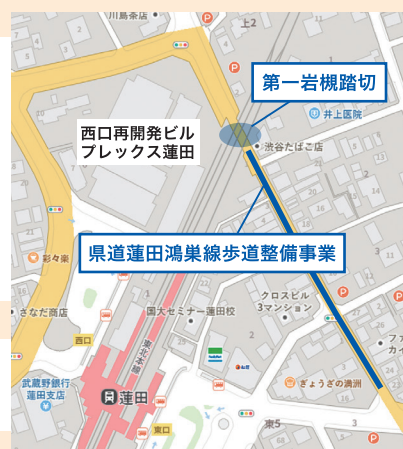 川島茶店
上2
P
第一岩槻踏切
P
井上医院
西口再開発ビル
プレックス蓮田
渋谷たばこ店
県道蓮田鴻巣線歩道整備事業
彩々楽
さなだ商店
国大セミナー蓮田校
クロスビル
3マンション
P
P
西口
東北本線
武蔵野銀行
蓮田支店
蓮田
ぎょうざの満洲
東口
東5
3
P